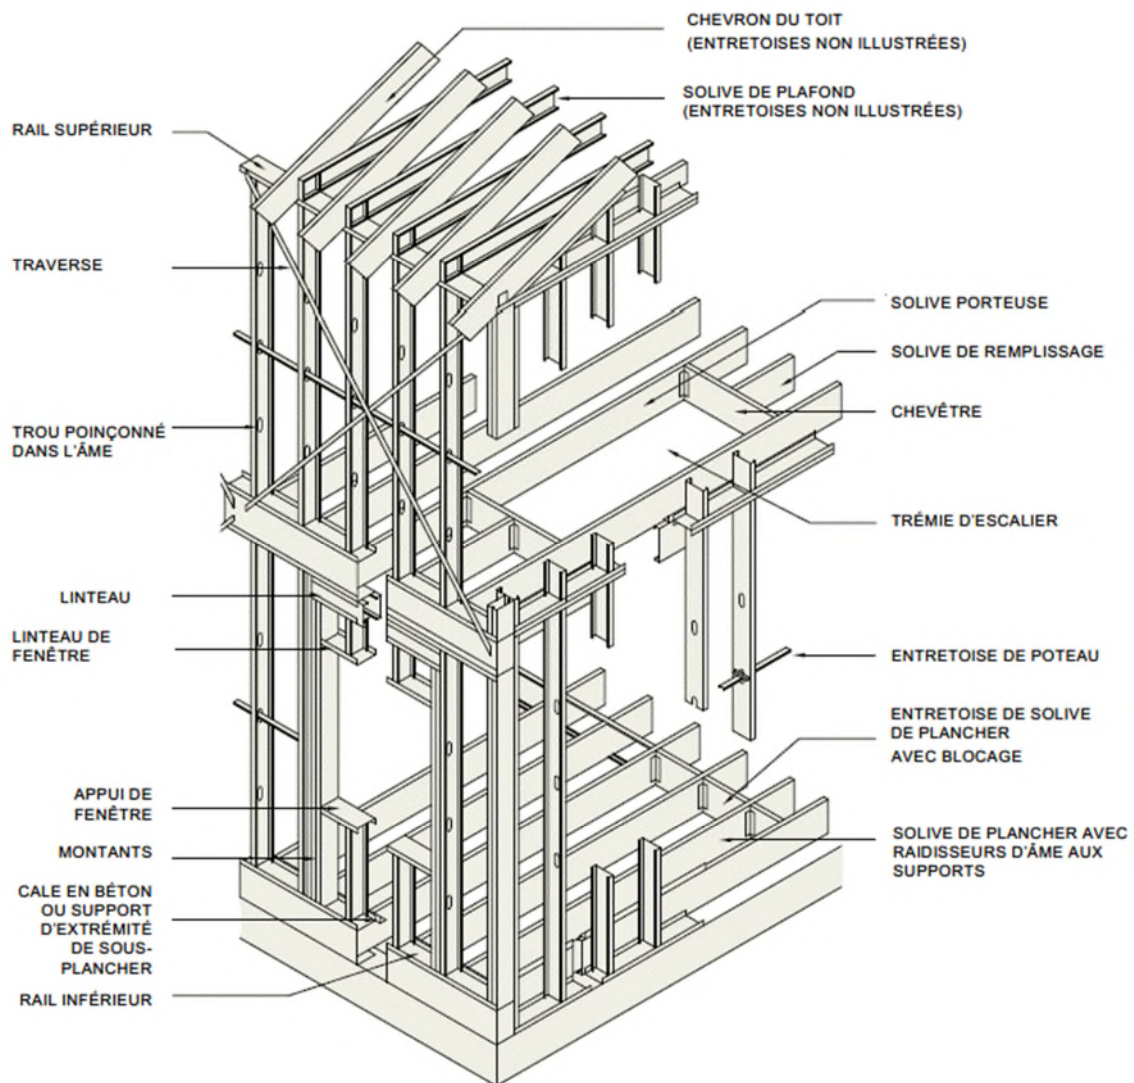 CHEVRON DU TOIT
(ENTRETOISES NON ILLUSTRÉES)
SOLIVE DE PLAFOND
(ENTRETOISES NON ILLUSTRÉES)
RAIL SUPÉRIEUR
TRAVERSE
TROU POINÇONNÉ
DANS L'ÂME
LINTEAU
LINTEAU DE
FENÊTRE
APPUI DE
FENÊTRE
MONTANTS
CALE EN BÉTON
OU SUPPORT
D'EXTRÉMITÉ
DE SOUS-
PLANCHER
RAIL INFÉRIEUR
SOLIVE PORTEUSE
SOLIVE DE REMPLISSAGE
CHEVÊTRE
TRÉMIE D'ESCALIER
ENTRETOISE DE POTEAU
ENTRETOISE DE SOLIVE
DE PLANCHER
AVEC BLOCAGE
SOLIVE DE PLANCHER AVEC
RAIDISSEURS D'ÂME AUX
SUPPORTS